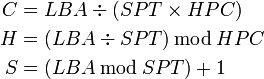 C = LBA ÷ (SPT × HPC)
H = (LBA ÷ SPT) mod HPC
S = (LBA mod SPT) + 1